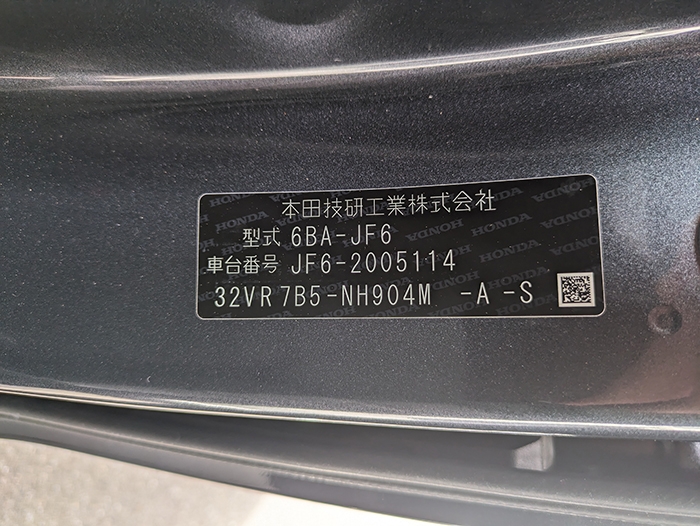 本田技研工業株式会社
型式 6BA-JF6
車台番号 JF6-2005114
32VR7B5-NH904M -A-S